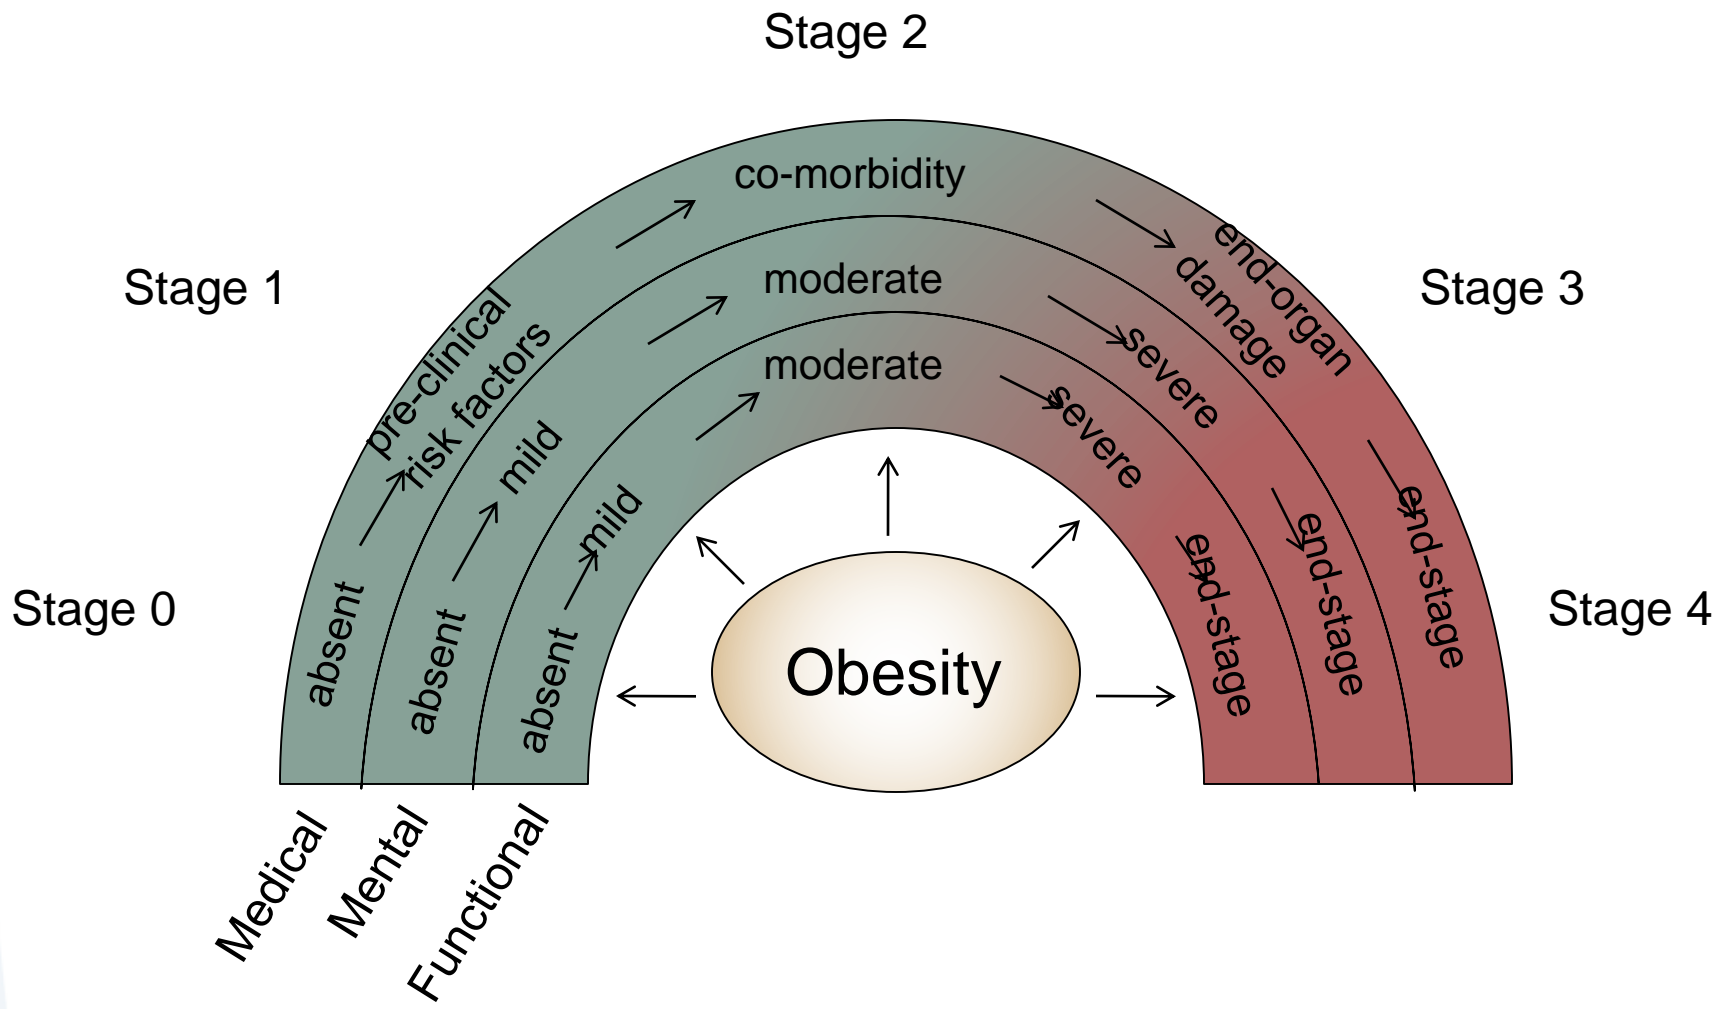 Stage 2
co-morbidity
Stage 1
Stage 3
pre-clinical
risk factors
end-organ
damage
moderate
moderate
mild
mild
severe
severe
Stage 0
Stage 4
absent
absent
absent
end-stage
end-stage
end-stage
Obesity
Medical
Mental
Functional